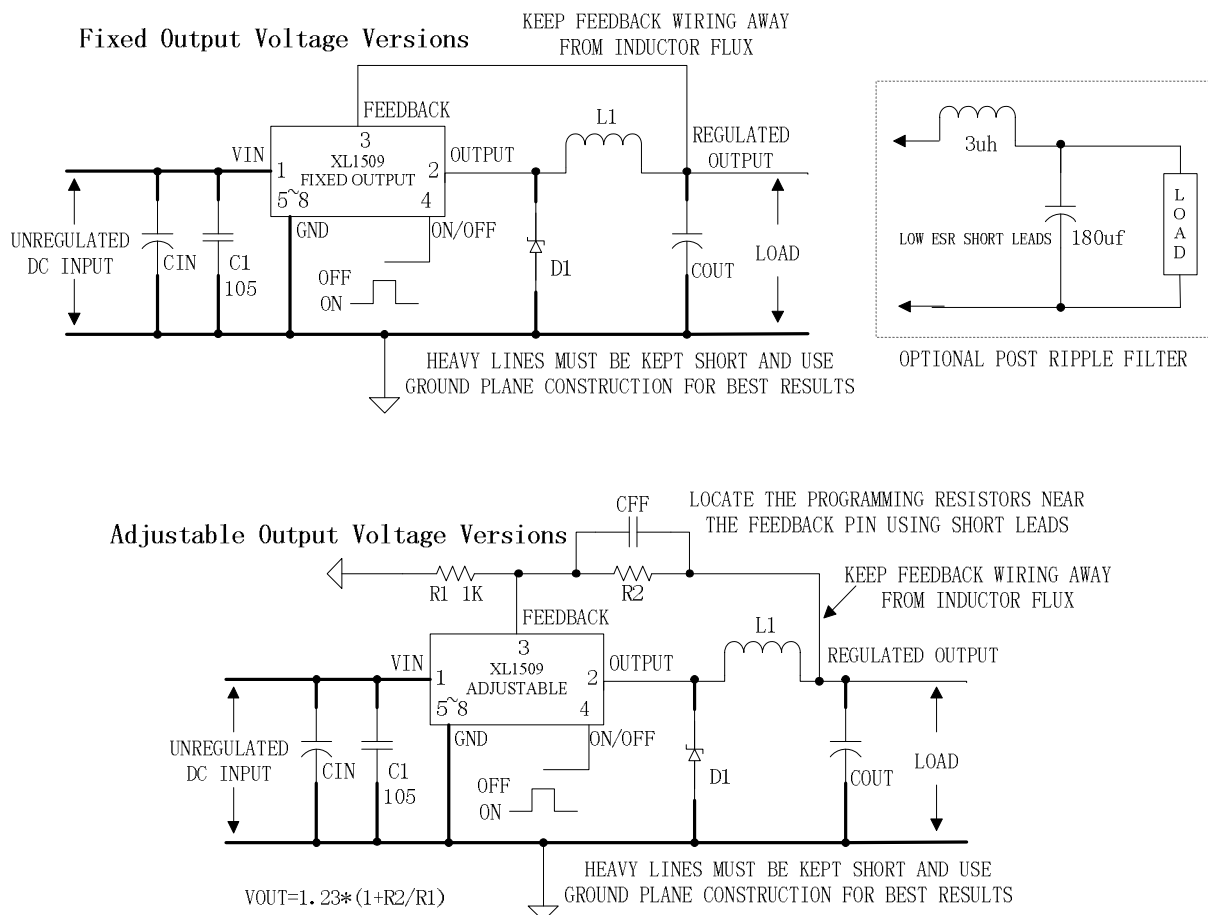 Fixed Output Voltage Versions
KEEP FEEDBACK WIRING AWAY
FROM INDUCTOR FLUX
FEEDBACK
3
XL1509
FIXED OUTPUT
VIN
1
5~8
GND
OUTPUT
2
4
ON/OFF
L1
REGULATED
OUTPUT
UNREGULATED
DC INPUT
CIN
C1
105
OFF
ON
D1
COUT
LOAD
HEAVY LINES MUST BE KEPT SHORT AND USE
GROUND PLANE CONSTRUCTION FOR BEST RESULTS
3uh
LOW ESR SHORT LEADS
180uf
LOAD
OPTIONAL POST RIPPLE FILTER
Adjustable Output Voltage Versions
CFF
LOCATE THE PROGRAMMING RESISTORS NEAR
THE FEEDBACK PIN USING SHORT LEADS
R1 1K
R2
KEEP FEEDBACK WIRING AWAY
FROM INDUCTOR FLUX
FEEDBACK
3
XL1509
ADJUSTABLE
VIN
1
5~8
GND
OUTPUT
2
4
ON/OFF
L1
REGULATED OUTPUT
UNREGULATED
DC INPUT
CIN
C1
105
OFF
ON
D1
COUT
LOAD
HEAVY LINES MUST BE KEPT SHORT AND USE
GROUND PLANE CONSTRUCTION FOR BEST RESULTS
VOUT=1.23*(1+R2/R1)